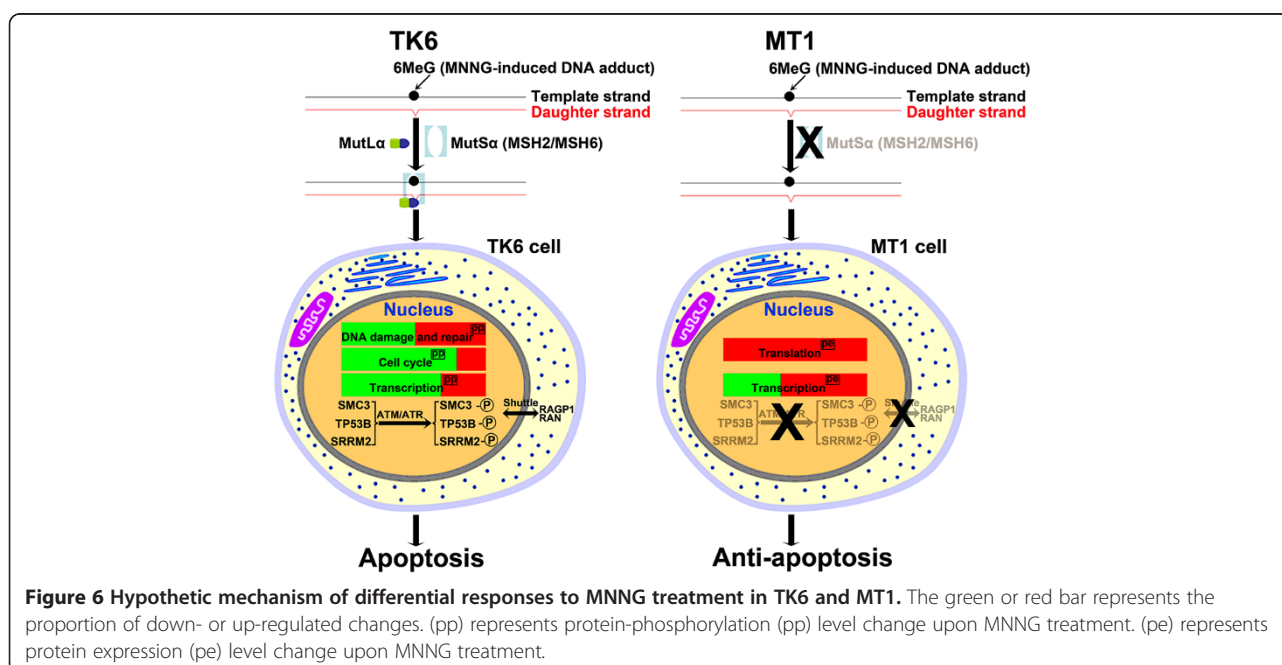 TK6
6MeG (MNNG-induced DNA adduct)
Template strand
Daughter strand
MutLα
MutSα (MSH2/MSH6)
TK6 cell
Nucleus
DNA damage and repair pp
Cell cycle pp
Transcription pp
SMC3
TP53B
SRRM2
ATM/ATR
SMC3 -P
TP53B -P
SRRM2-P
Shuttle
RAGP1
RAN
Apoptosis
MT1
6MeG (MNNG-induced DNA adduct)
Template strand
Daughter strand
X
MutSα (MSH2/MSH6)
MT1 cell
Nucleus
Translation pe
Transcription pe
SMC3
TP53B
SRRM2
X
SMC3 -P
TP53B -P
SRRM2-P
X
RAGP1
RAN
Anti-apoptosis
Figure 6 Hypothetic mechanism of differential responses to MNNG treatment in TK6 and MT1. The green or red bar represents the
proportion of down- or up-regulated changes. (pp) represents protein-phosphorylation (pp) level change upon MNNG treatment. (pe) represents
protein expression (pe) level change upon MNNG treatment.